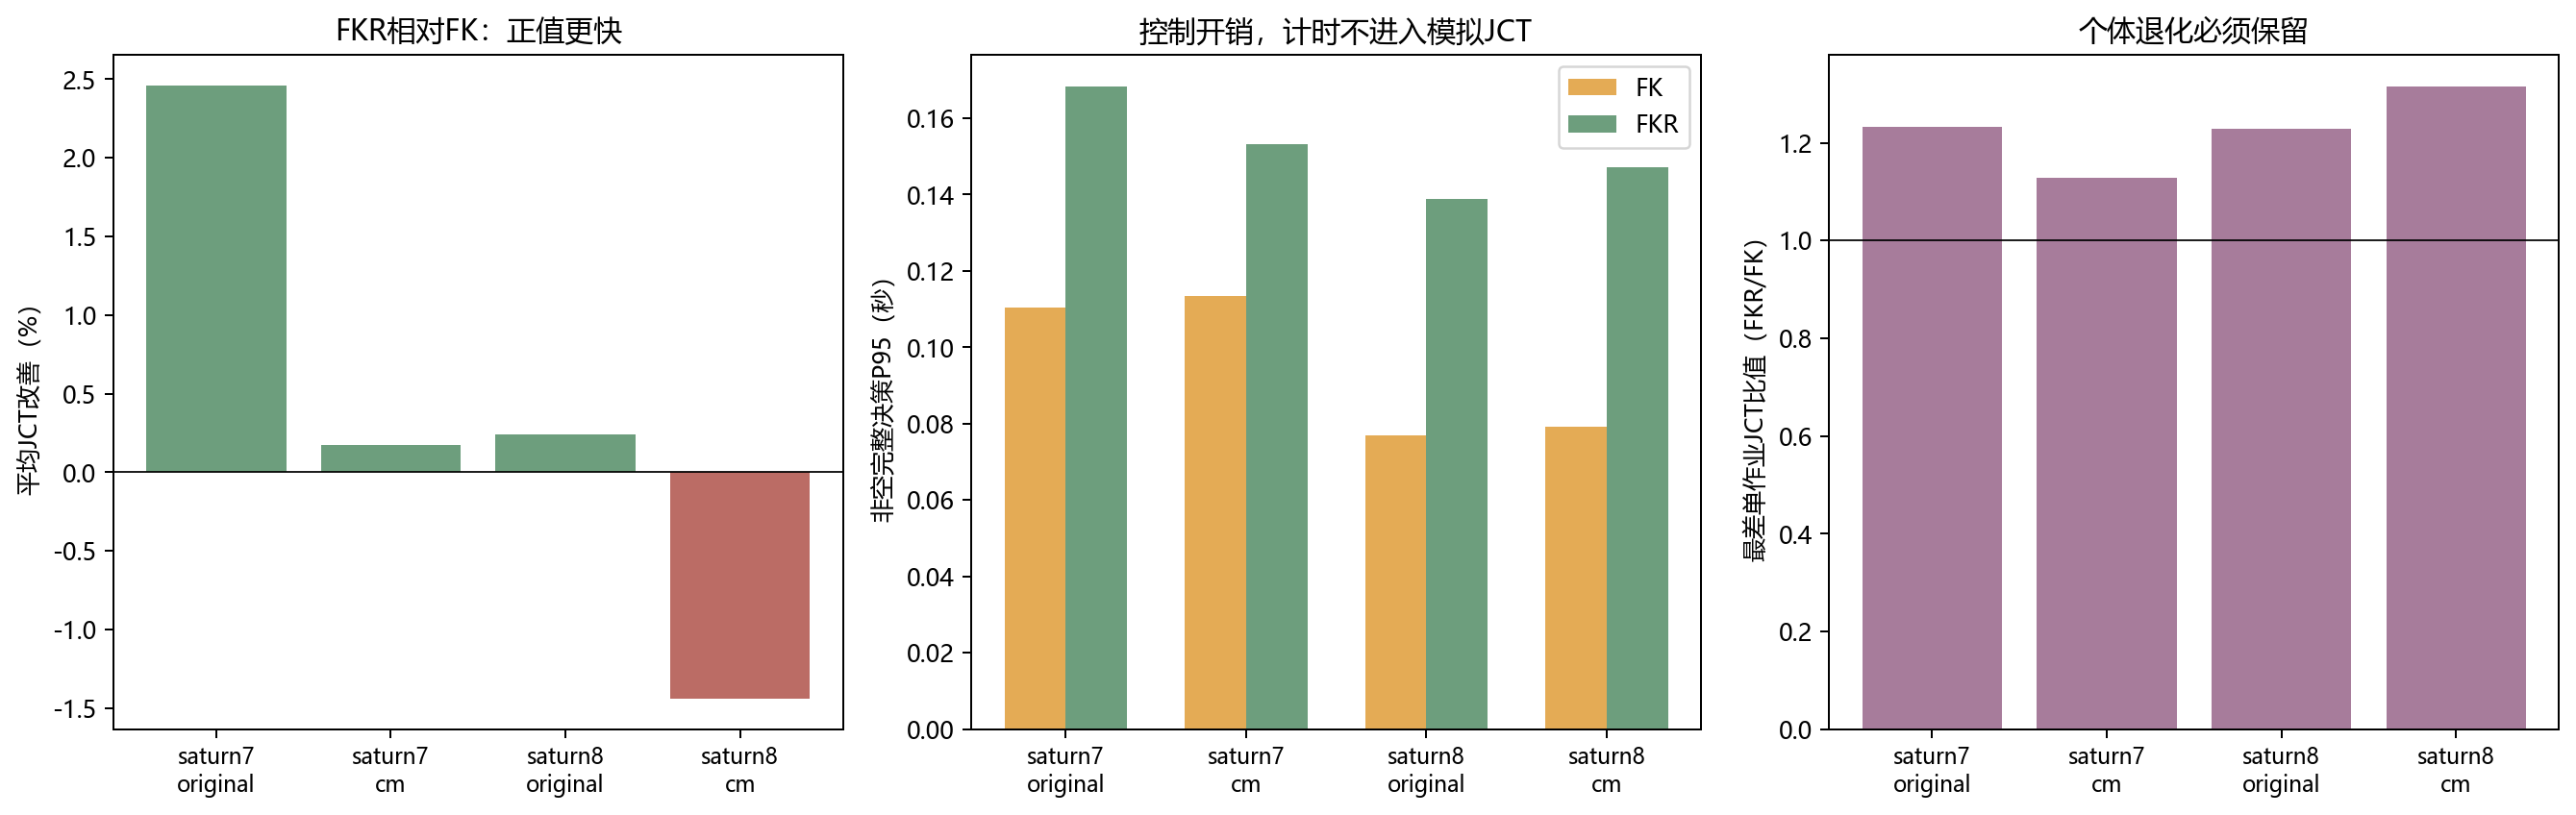 FKR相对FK：正值更快
平均JCT改善（%）
2.5
2.0
1.5
1.0
0.5
0.0
-0.5
-1.0
-1.5
saturn7
original
saturn7
cm
saturn8
original
saturn8
cm
控制开销，计时不进入模拟JCT
非空完整决策P95（秒）
0.16
0.14
0.12
0.10
0.08
0.06
0.04
0.02
0.00
FK
FKR
saturn7
original
saturn7
cm
saturn8
original
saturn8
cm
个体退化必须保留
最差单作业JCT比值（FKR/FK）
1.2
1.0
0.8
0.6
0.4
0.2
0.0
saturn7
original
saturn7
cm
saturn8
original
saturn8
cm